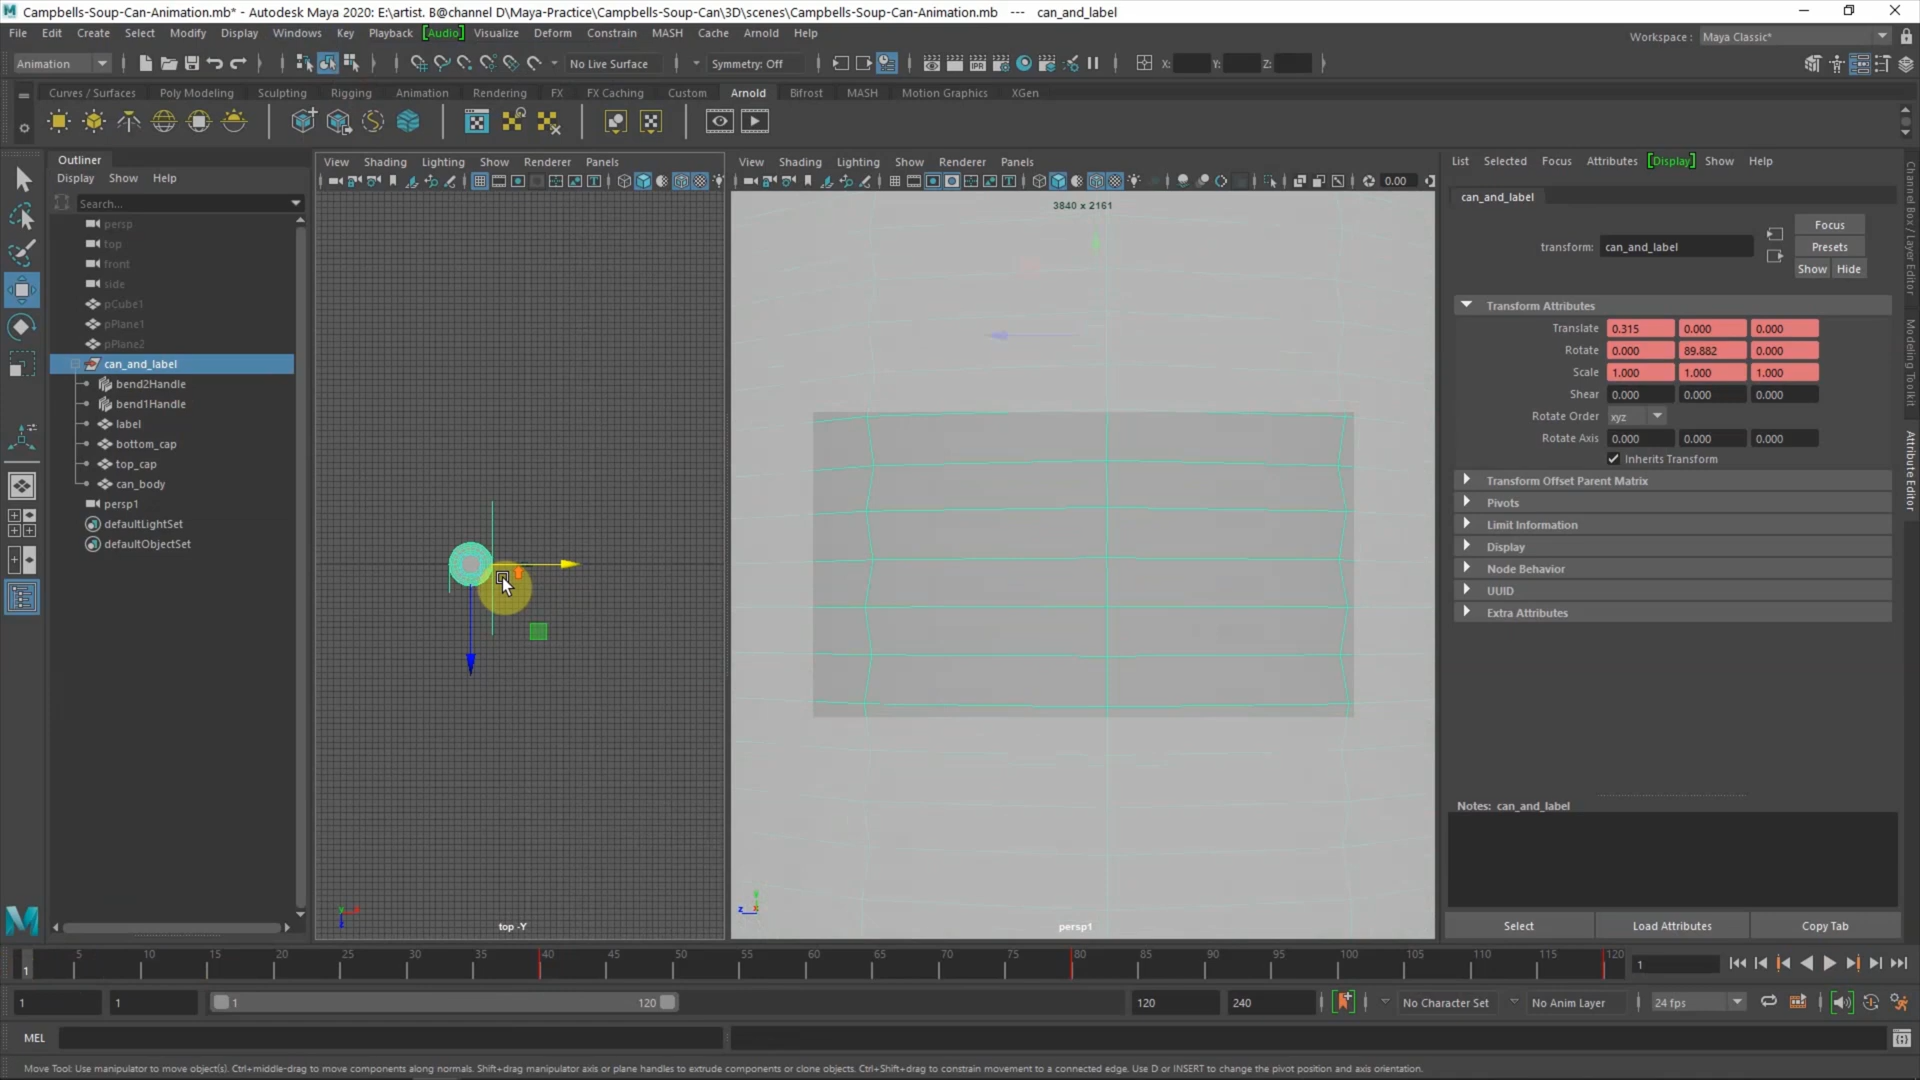 Campbells-Soup-Can-Animation.mb* - Autodesk Maya 2020: E:\artist. B@channel D\Maya-Practice\Campbells-Soup-Can\3D\scenes\Campbells-Soup-Can-Animation.mb --- can_and_label
File Edit Create Select Modify Display Windows Key Playback [Audio] Visualize Deform Constrain MASH Cache Arnold Help Workspace : Maya Classic*
Animation No Live Surface Symmetry: Off X: Y: Z:
Curves / Surfaces Poly Modeling Sculpting Rigging Animation Rendering FX FX Caching Custom Arnold Bifrost MASH Motion Graphics XGen
IPR
Outliner
Display Show Help
Search...
persp
top
front
side
pCube1
pPlane1
pPlane2
can_and_label
bend2Handle
bend1Handle
label
bottom_cap
top_cap
can_body
persp1
defaultLightSet
defaultObjectSet
View Shading Lighting Show Renderer Panels
top -Y
View Shading Lighting Show Renderer Panels
0.00
3840 x 2161
persp1
List Selected Focus Attributes [Display] Show Help
can_and_label
transform: can_and_label
Focus
Presets
Show Hide
Transform Attributes
Translate 0.315 0.000 0.000
Rotate 0.000 89.882 0.000
Scale 1.000 1.000 1.000
Shear 0.000 0.000 0.000
Rotate Order xyz
Rotate Axis 0.000 0.000 0.000
Inherits Transform
Transform Offset Parent Matrix
Pivots
Limit Information
Display
Node Behavior
UUID
Extra Attributes
Notes: can_and_label
Select Load Attributes Copy Tab
Channel Box / Layer Editor
Modeling Toolkit
Attribute Editor
1 5 10 15 20 25 30 35 40 45 50 55 60 65 70 75 80 85 90 95 100 105 110 115 120 1
1 1 1 120 120 240 No Character Set No Anim Layer 24 fps
MEL
Move Tool: Use manipulator to move object(s). Ctrl+middle-drag to move components along normals. Shift+drag manipulator axis or plane handles to extrude components or clone objects. Ctrl+Shift+drag to constrain movement to a connected edge. Use D or INSERT to change the pivot position and axis orientation.